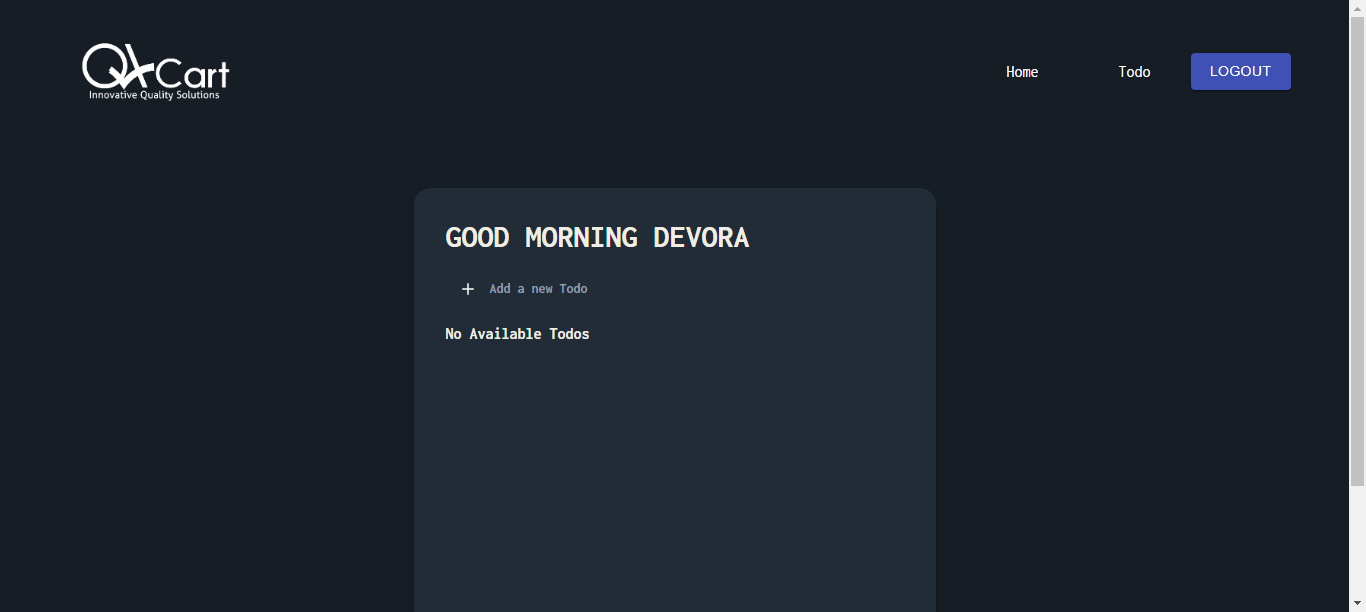 QACart
Innovative Quality Solutions
Home
Todo
LOGOUT
GOOD MORNING DEVORA
+ Add a new Todo
No Available Todos